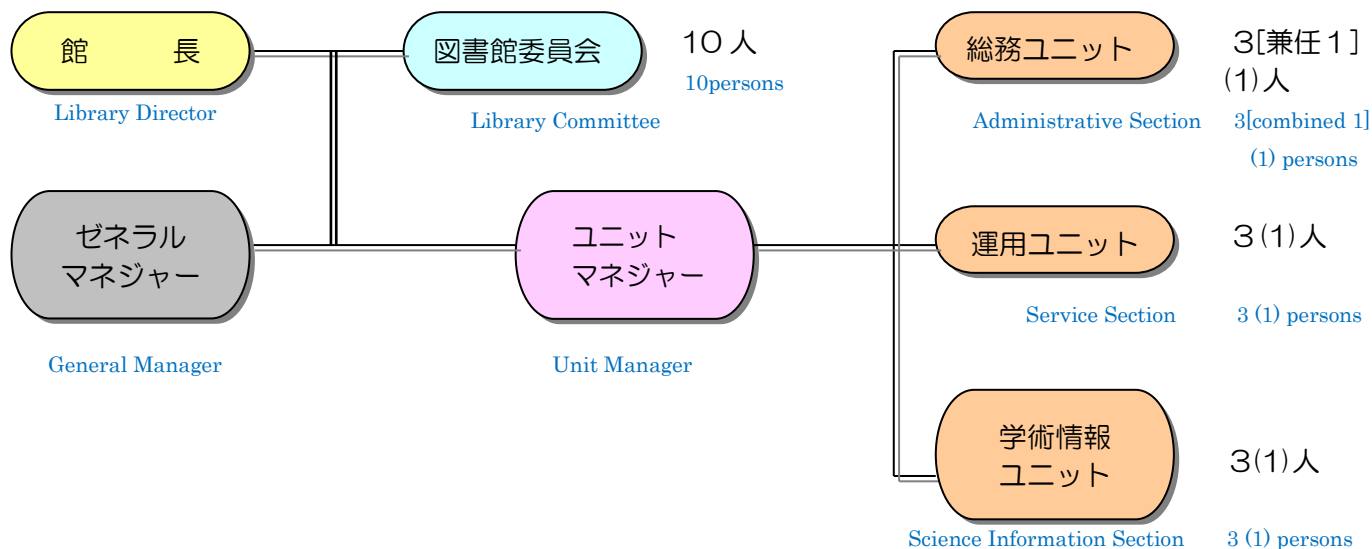 館　　長
Library Director
図書館委員会
Library Committee
10人
10persons
総務ユニット
Administrative Section
3[兼任1]
(1)人
3[combined 1]
(1) persons
ゼネラル
マネジャー
General Manager
ユニット
マネジャー
Unit Manager
運用ユニット
Service Section
3(1)人
3 (1) persons
学術情報
ユニット
Science Information Section
3(1)人
3 (1) persons